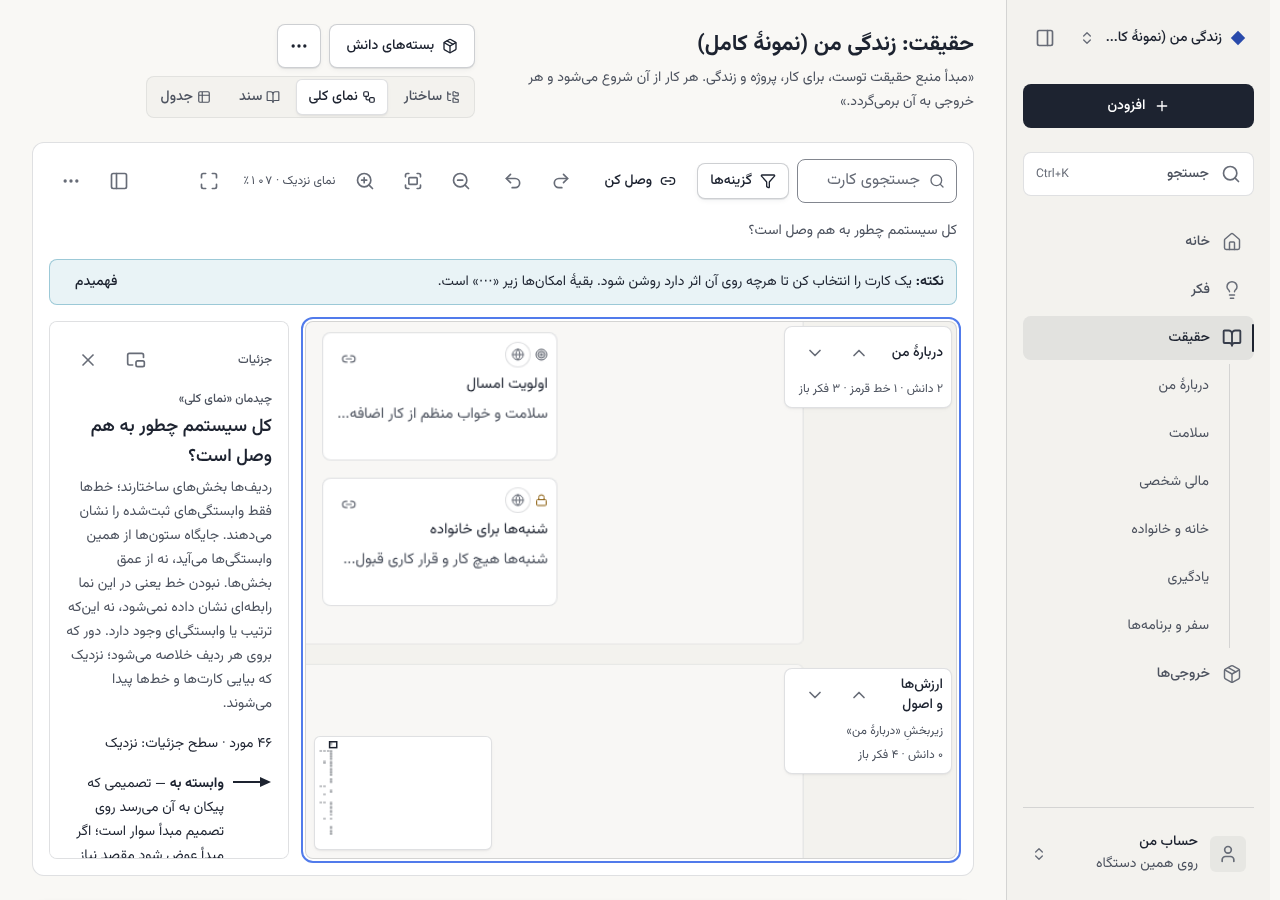 زندگی من (نمونهٔ کا...
افزودن
جستجو
Ctrl+K
خانه
فکر
حقیقت
دربارهٔ من
سلامت
مالی شخصی
خانه و خانواده
یادگیری
سفر و برنامه‌ها
خروجی‌ها
حساب من
روی همین دستگاه
حقیقت: زندگی من (نمونهٔ کامل)
«مبدأ منبع حقیقت توست، برای کار، پروژه و زندگی. هر کار از آن شروع می‌شود و هر
خروجی به آن برمی‌گردد.»
بسته‌های دانش
ساختار
نمای کلی
سند
جدول
جستجوی کارت
گزینه‌ها
وصل کن
نمای نزدیک · ۱۰۷٪
کل سیستمم چطور به هم وصل است؟
نکته: یک کارت را انتخاب کن تا هرچه روی آن اثر دارد روشن شود. بقیهٔ امکان‌ها زیر «···» است.
فهمیدم
دربارهٔ من
۲ دانش · ۱ خط قرمز · ۳ فکر باز
اولویت امسال
سلامت و خواب منظم از کار اضافه...
شنبه‌ها برای خانواده
شنبه‌ها هیچ کار و قرار کاری قبول...
ارزش‌ها
و اصول
زیربخش «دربارهٔ من»
۰ دانش · ۴ فکر باز
جزئیات
چیدمان «نمای کلی»
کل سیستمم چطور به هم
وصل است؟
ردیف‌ها بخش‌های ساختارند؛ خط‌ها
فقط وابستگی‌های ثبت‌شده را نشان
می‌دهند. جایگاه ستون‌ها از همین
وابستگی‌ها می‌آید، نه از عمق
بخش‌ها. نبودن خط یعنی در این نما
رابطه‌ای نشان داده نمی‌شود، نه این‌که
ترتیب یا وابستگی‌ای وجود دارد. دور که
بروی هر ردیف خلاصه می‌شود؛ نزدیک
که بیایی کارت‌ها و خط‌ها پیدا
می‌شوند.
۴۶ مورد · سطح جزئیات: نزدیک
وابسته به — تصمیمی که
پیکان به آن می‌رسد روی
تصمیم مبدأ سوار است؛ اگر
مبدأ عوض شود مقصد نیاز